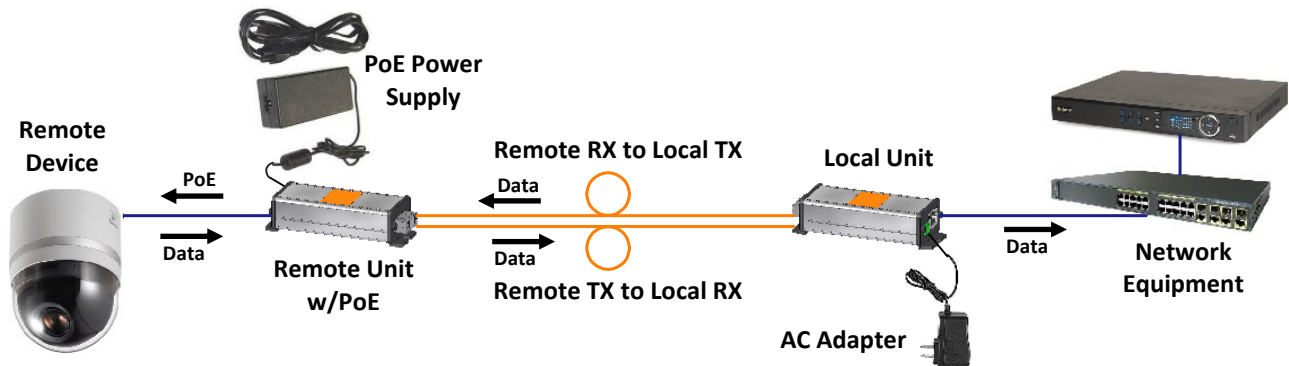 PoE Power
Supply
Remote
Device
Remote RX to Local TX
Local Unit
PoE
Data
Data
Data
Data
Remote Unit
w/PoE
Remote TX to Local RX
Network
Equipment
AC Adapter